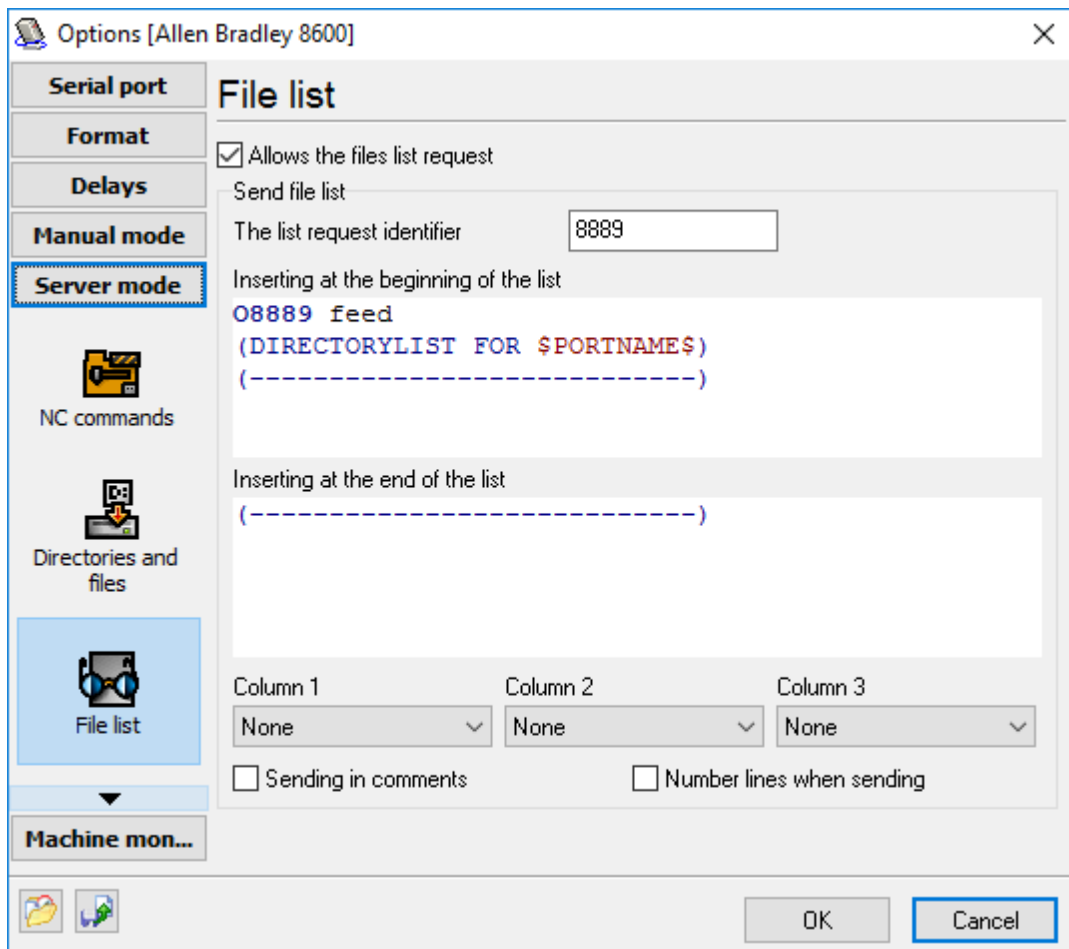 Options [Allen Bradley 8600]
Serial port
Format
Delays
Manual mode
Server mode
NC commands
Directories and
files
File list
Machine mon...
File list
Allows the files list request
Send file list
The list request identifier 8889
Inserting at the beginning of the list
O8889 feed
(DIRECTORYLIST FOR $PORTNAME$)
(----------------------------)
Inserting at the end of the list
(----------------------------)
Column 1 Column 2 Column 3
None None None
Sending in comments Number lines when sending
OK Cancel